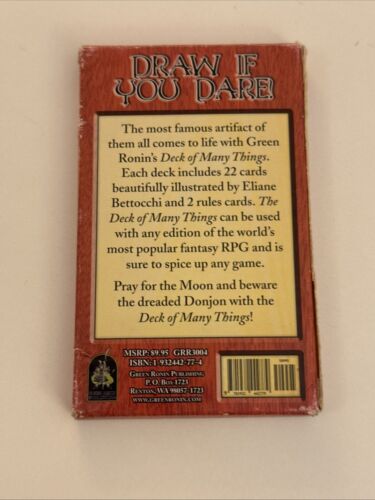 DRAW IF
YOU DARE!
The most famous artifact of
them all comes to life with Green
Ronin's Deck of Many Things.
Each deck includes 22 cards
beautifully illustrated by Eliane
Bettocchi and 2 rules cards. The
Deck of Many Things can be used
with any edition of the world's
most popular fantasy RPG and is
sure to spice up any game.
Pray for the Moon and beware
the dreaded Donjon with the
Deck of Many Things!
MSRP: $9.95 GRR3004
ISBN: 1-932442-77-4
Green Ronin Publishing
P. O. Box 1723
Renton, WA 98057-1723
www.greenronin.com